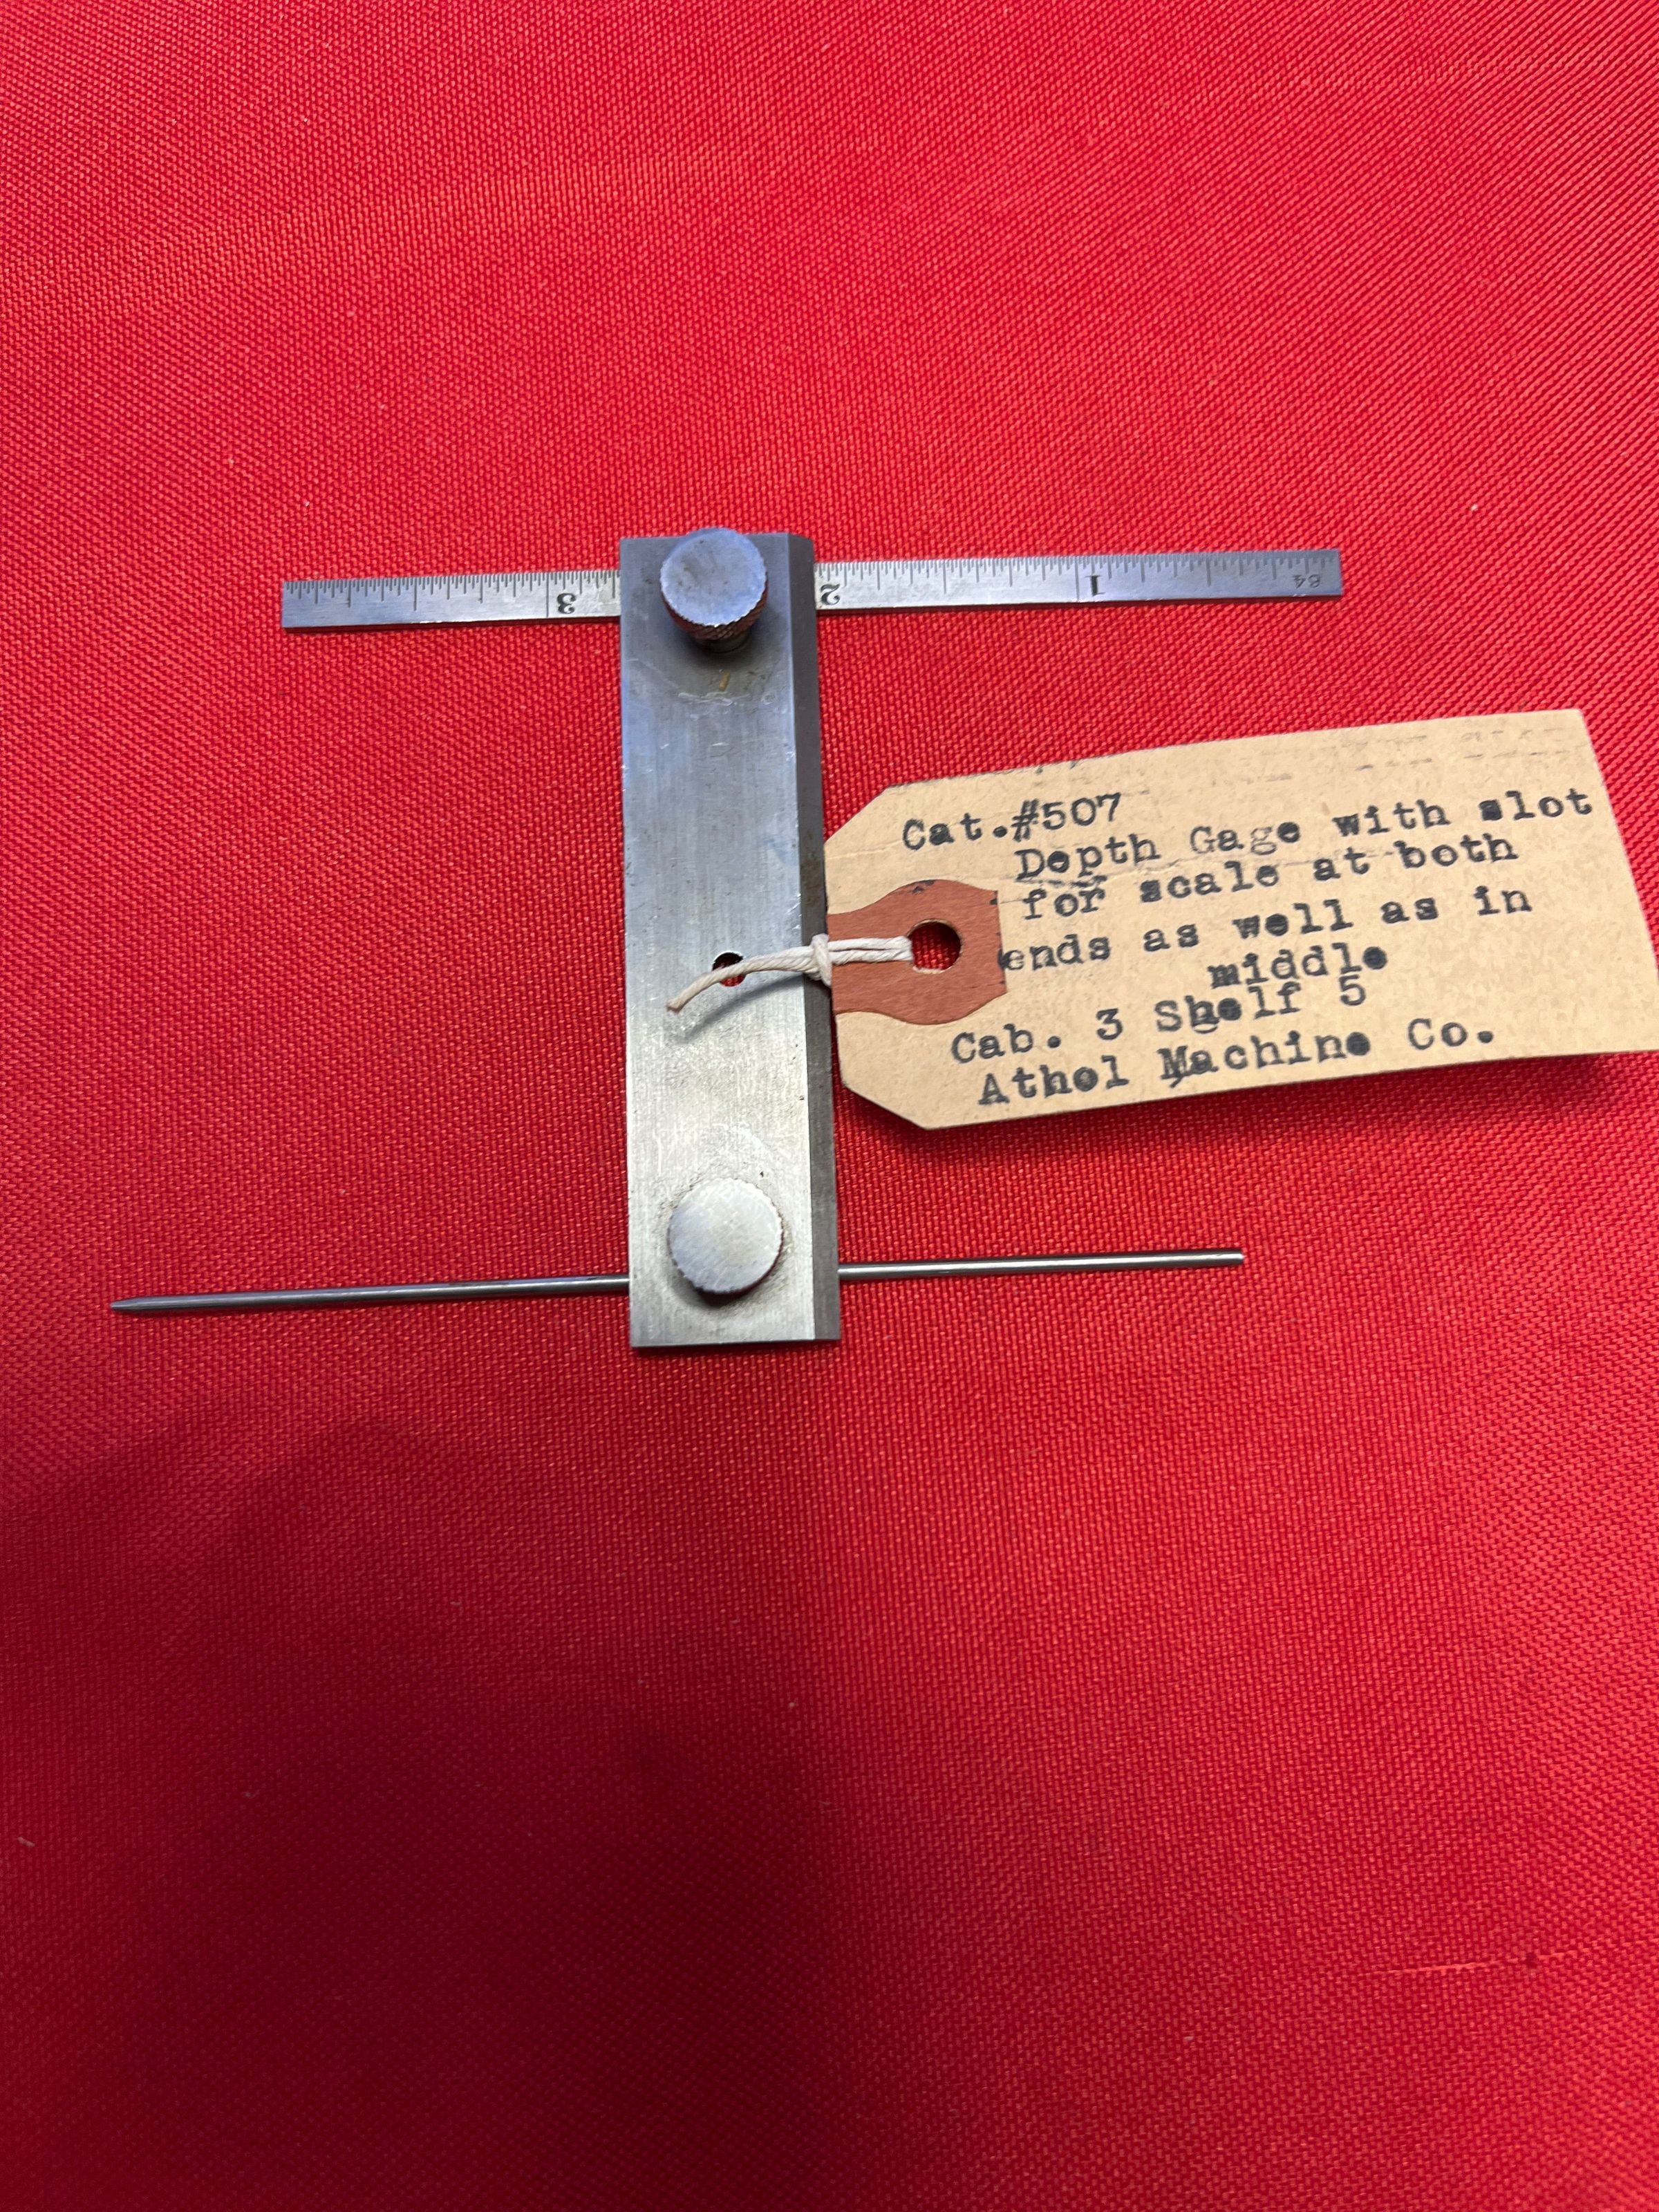 3
2
1
64
Cat.#507
Depth Gage with slot
for scale at both
ends as well as in
middle
Cab. 3 Shelf 5
Athol Machine Co.